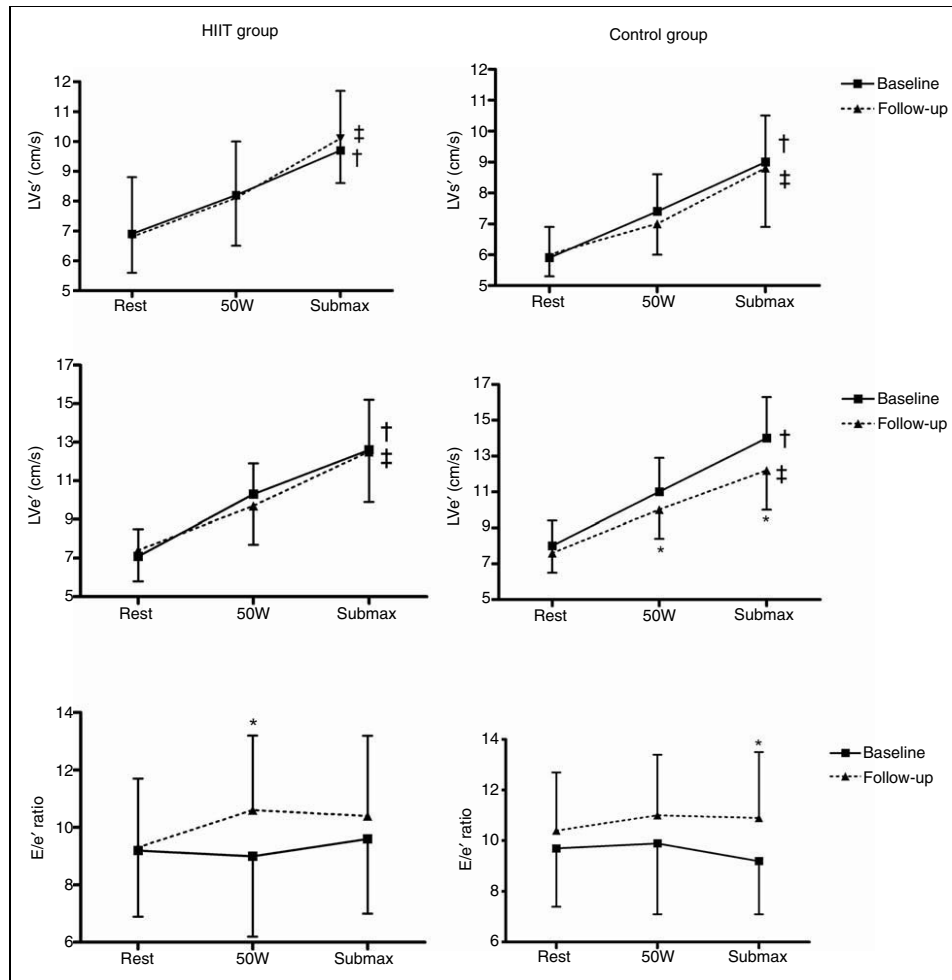 HIIT group
Control group
LVs′ (cm/s)
12
11
10
9
8
7
6
5
‡
†
Rest
50W
Submax
LVs′ (cm/s)
12
11
10
9
8
7
6
5
†
‡
Rest
50W
Submax
Baseline
Follow-up
LVe′ (cm/s)
17
15
13
11
9
7
5
†
‡
Rest
50W
Submax
LVe′ (cm/s)
17
15
13
11
9
7
5
†
‡
*
*
Rest
50W
Submax
Baseline
Follow-up
E/e′ ratio
14
12
10
8
6
*
Rest
50W
Submax
E/e′ ratio
14
12
10
8
6
*
Rest
50W
Submax
Baseline
Follow-up